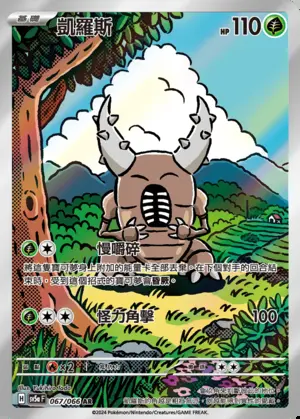 基礎
凱羅斯
HP 110
慢嚼碎
將這隻寶可夢身上附加的能量卡全部丟棄。在下個對手的回合結
束時,受到這個招式的寶可夢會昏厥。
怪力角擊 100
×2
H SV5a F 067/066 AR
©2024 Pokémon/Nintendo/Creatures/GAME FREAK.